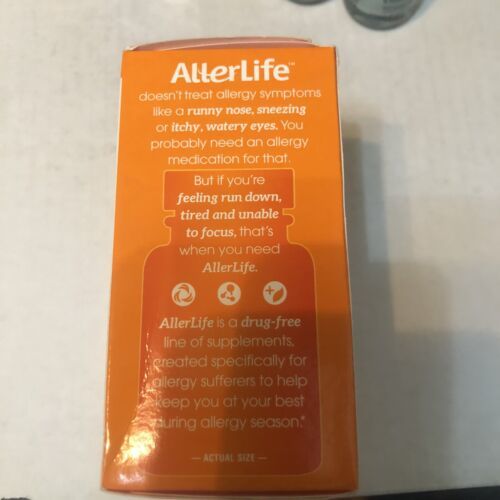 AllerLife™
doesn't treat allergy symptoms
like a runny nose, sneezing
or itchy, watery eyes. You
probably need an allergy
medication for that.
But if you're
feeling run down,
tired and unable
to focus, that's
when you need
AllerLife.
AllerLife is a drug-free
line of supplements,
created specifically for
allergy sufferers to help
keep you at your best
during allergy season.*
— ACTUAL SIZE —